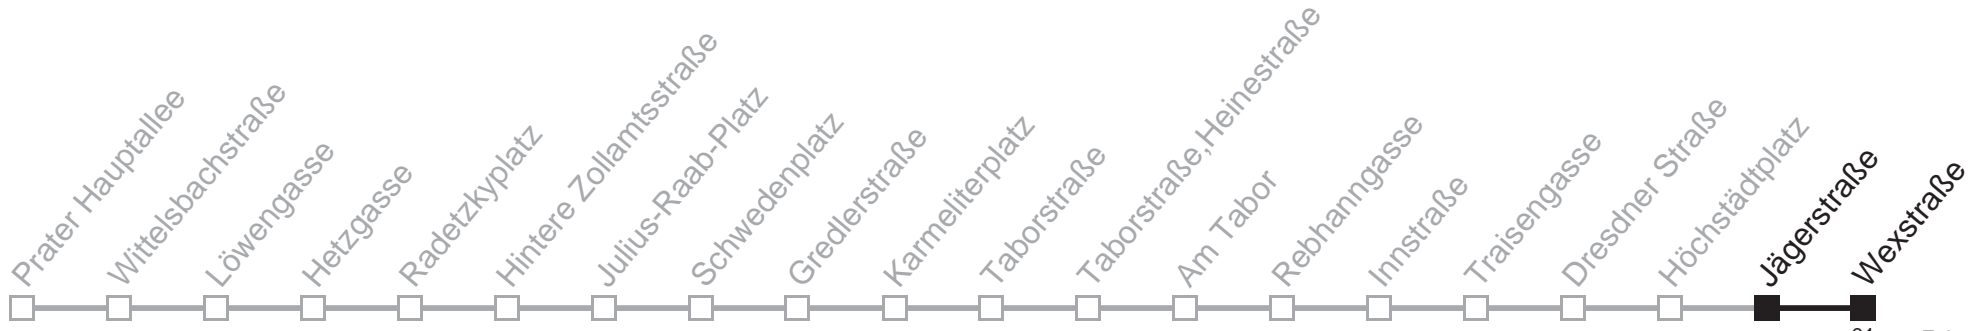 Prater Hauptallee
Wittelsbachstraße
Löwengasse
Hetzgasse
Radetzkyplatz
Hintere Zollamtsstraße
Julius-Raab-Platz
Schwedenplatz
Gredlerstraße
Karmeliterplatz
Taborstraße
Taborstraße,Heinestraße
Am Tabor
Rebhanngasse
Innstraße
Traisengasse
Dresdner Straße
Höchstädtplatz
Jägerstraße
Wexstraße